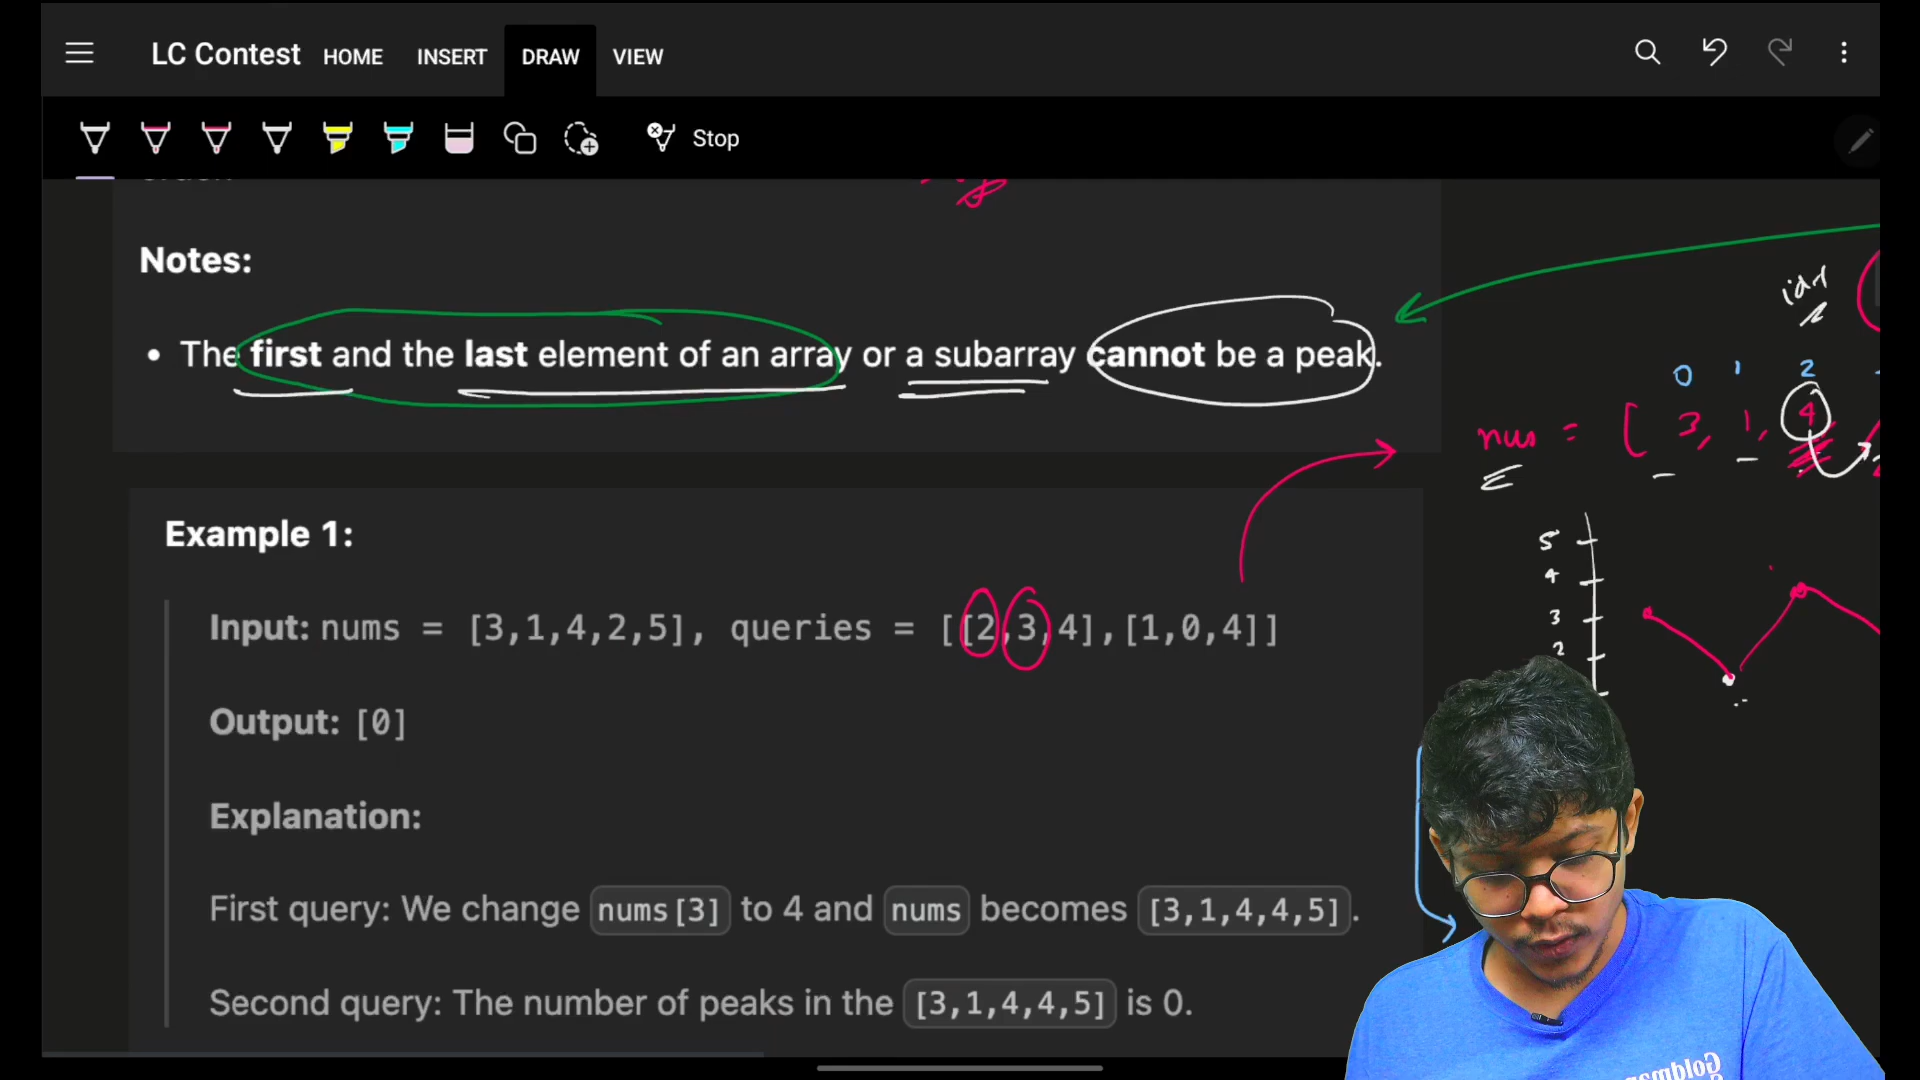 LC Contest HOME INSERT DRAW VIEW
Stop
Notes:
• The first and the last element of an array or a subarray cannot be a peak.
idx
0 1 2
nus = [ 3, 1, 4
5
4
3
2
Example 1:
Input: nums = [3,1,4,2,5], queries = [[2,3,4],[1,0,4]]
Output: [0]
Explanation:
First query: We change nums[3] to 4 and nums becomes [3,1,4,4,5].
Second query: The number of peaks in the [3,1,4,4,5] is 0.